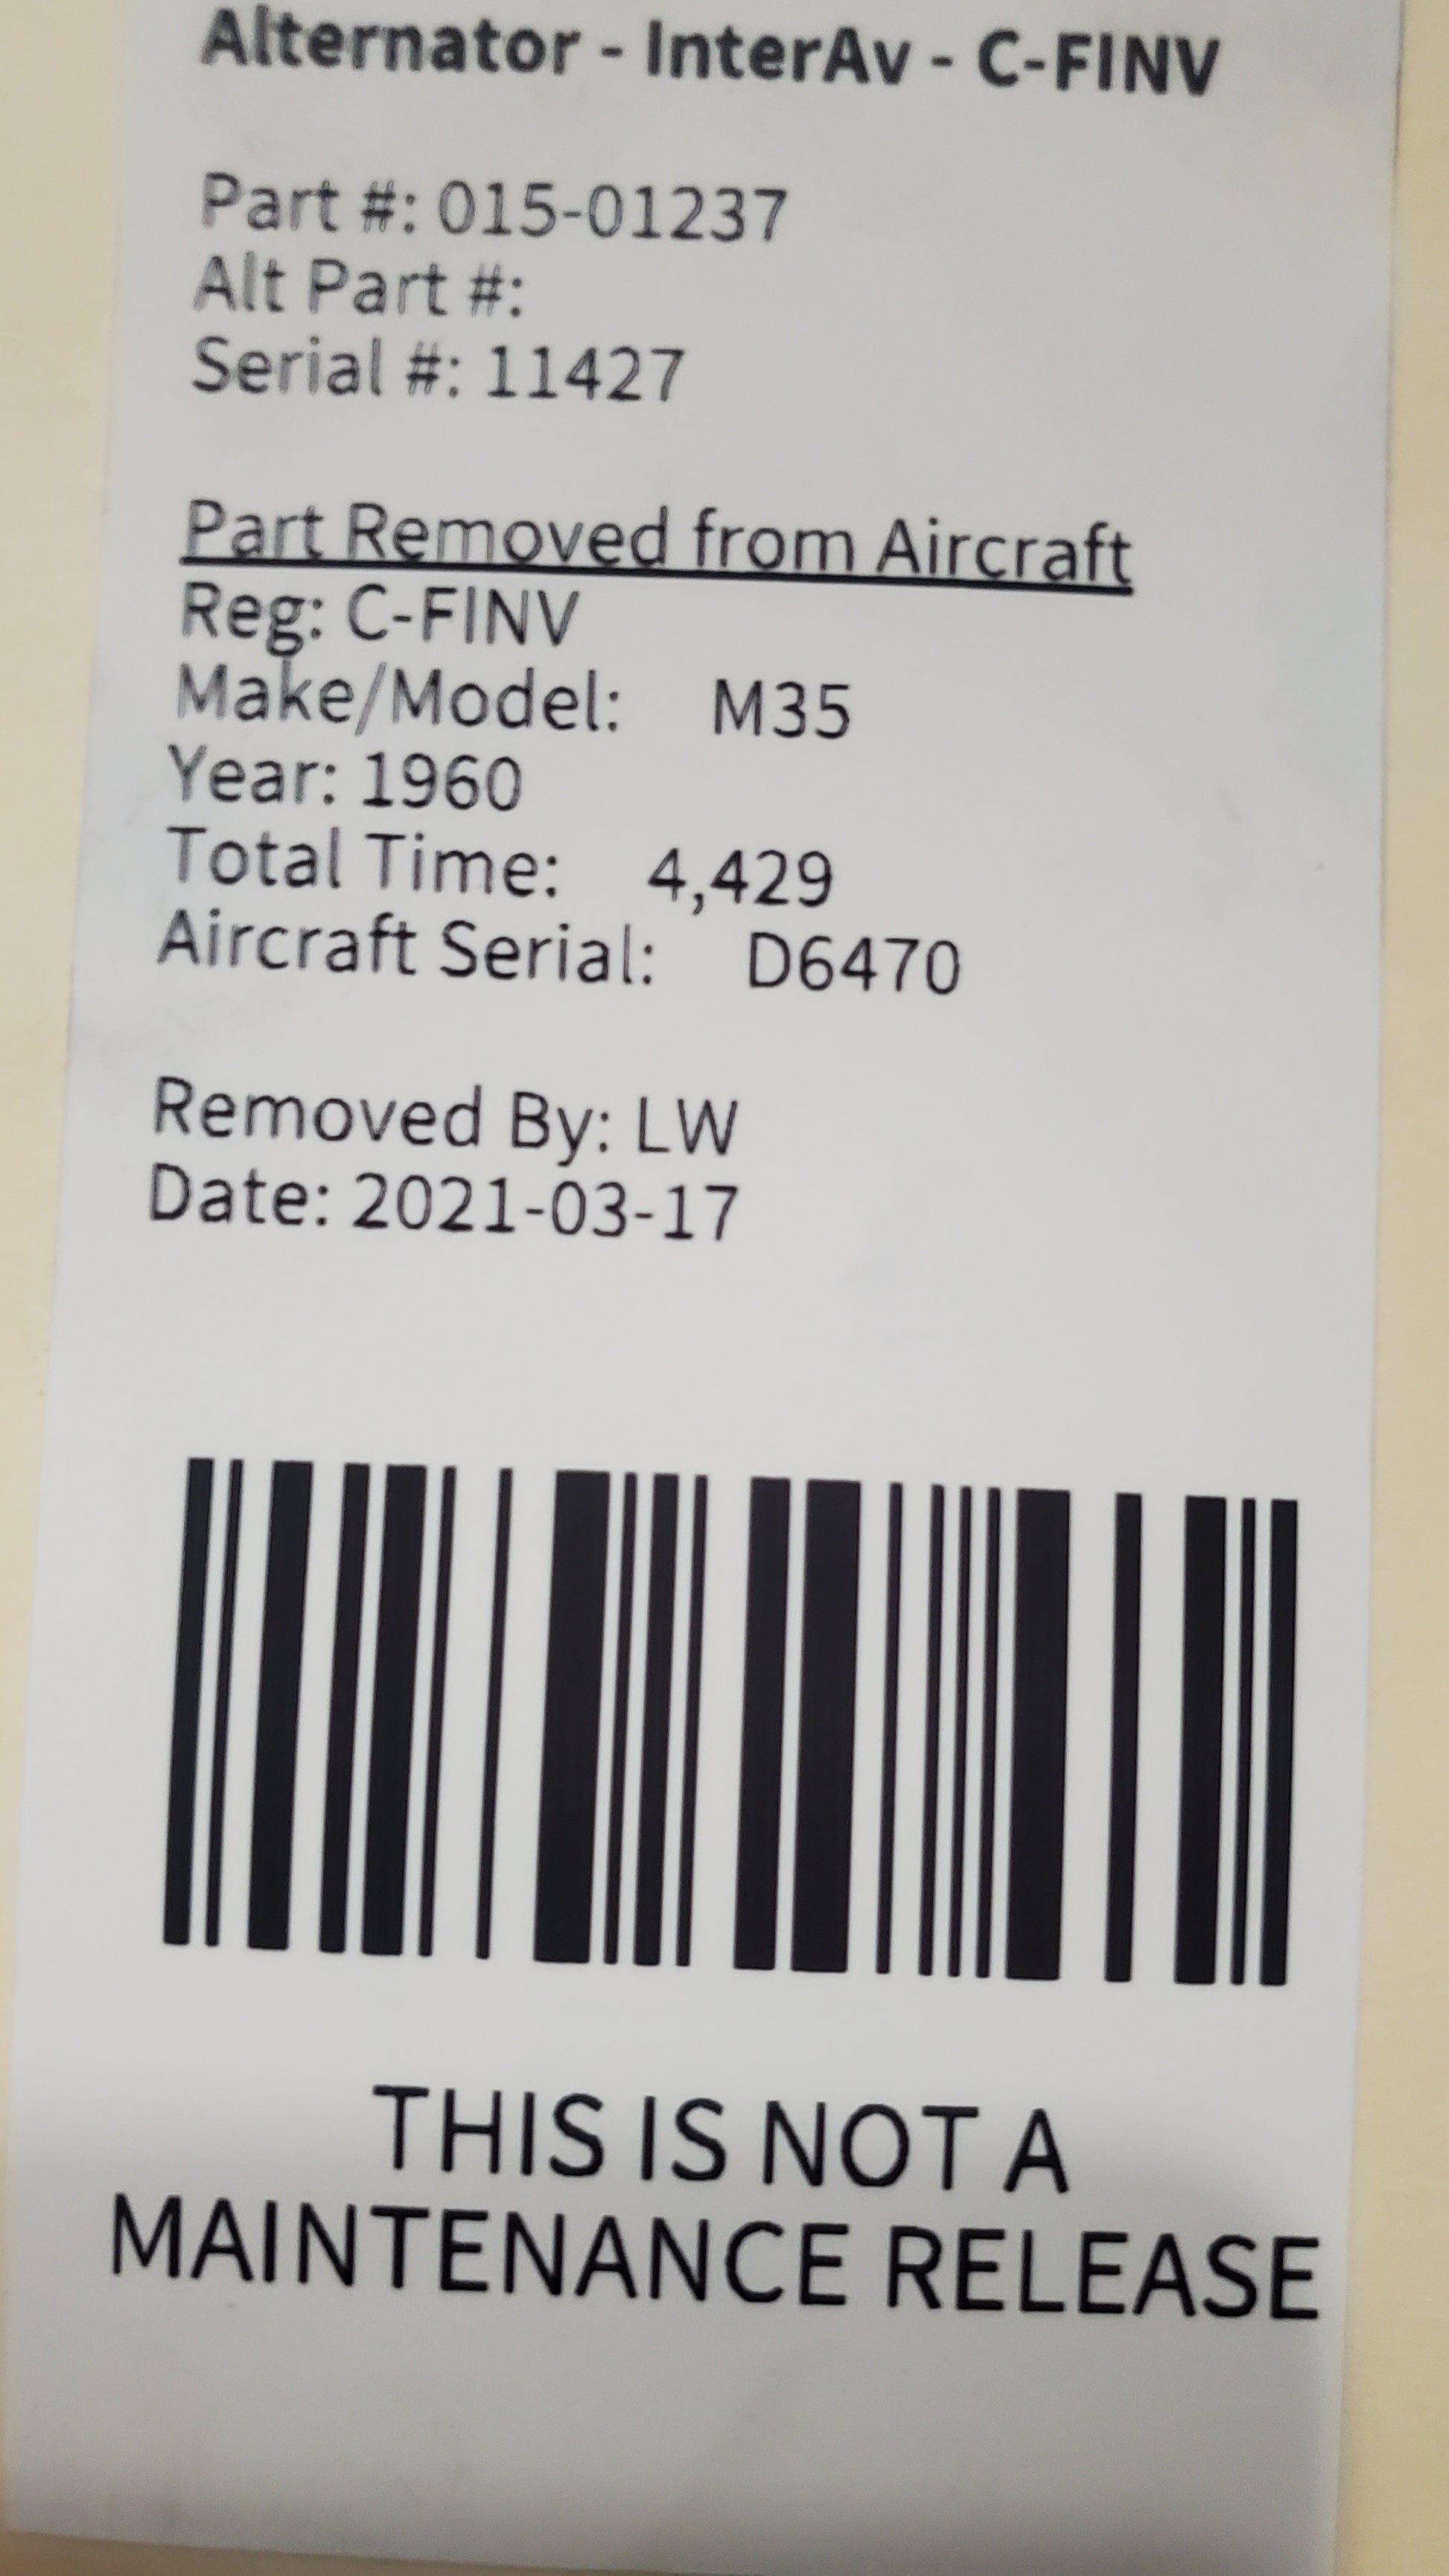 Alternator - InterAv - C-FINV
Part #: 015-01237
Alt Part #:
Serial #: 11427
Part Removed from Aircraft
Reg: C-FINV
Make/Model: M35
Year: 1960
Total Time: 4,429
Aircraft Serial: D6470
Removed By: LW
Date: 2021-03-17
THIS IS NOT A
MAINTENANCE RELEASE